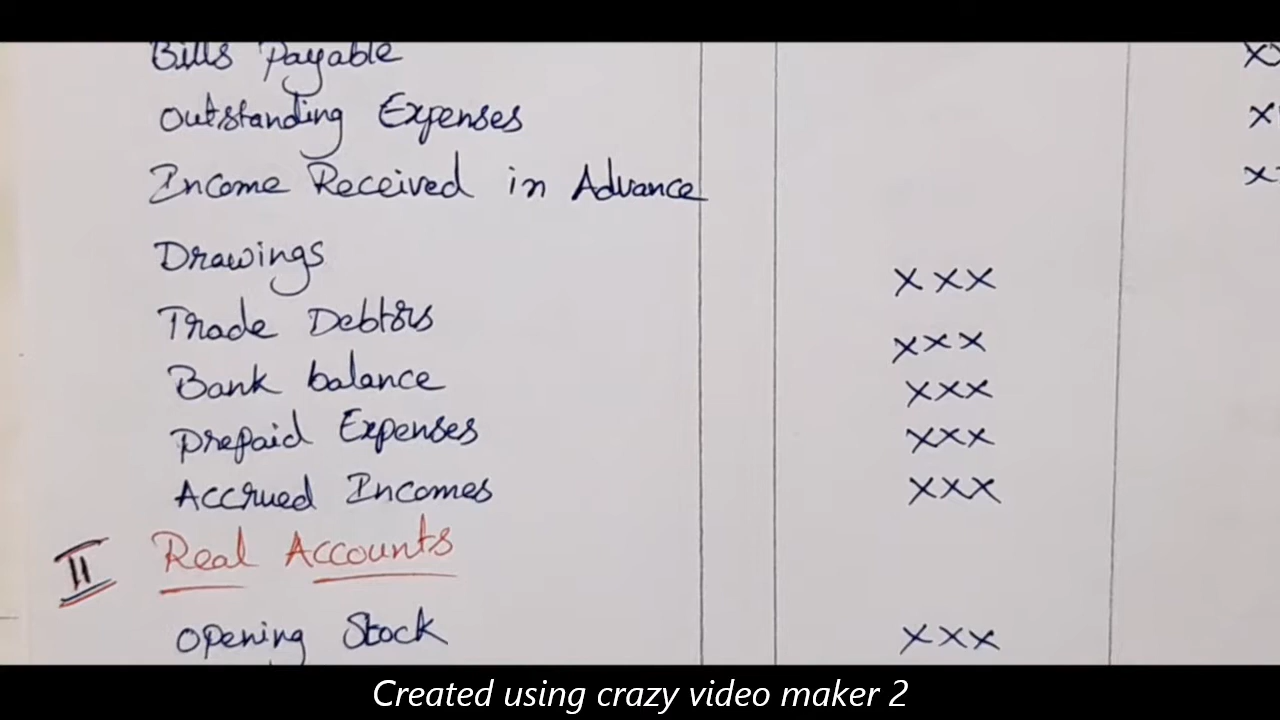 Bills Payable
Outstanding Expenses
Income Received in Advance
Drawings xxx
Trade Debtors xxx
Bank balance xxx
Prepaid Expenses xxx
Accrued Incomes xxx
II Real Accounts
Opening Stock xxx
Created using crazy video maker 2